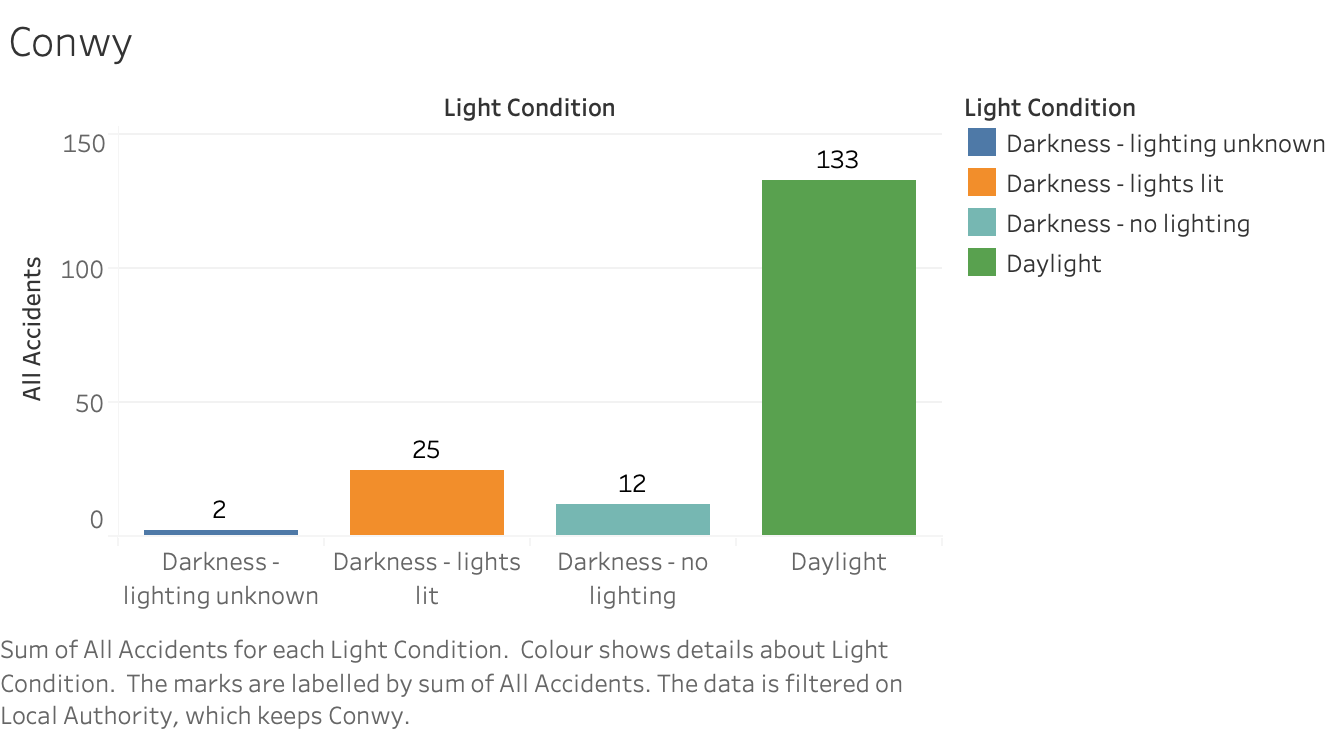 Conwy
Light Condition
Light Condition
Darkness - lighting unknown
Darkness - lights lit
Darkness - no lighting
Daylight
All Accidents
150
100
50
0
2
25
12
133
Darkness -
lighting unknown
Darkness - lights
lit
Darkness - no
lighting
Daylight
Sum of All Accidents for each Light Condition.  Colour shows details about Light
Condition.  The marks are labelled by sum of All Accidents. The data is filtered on
Local Authority, which keeps Conwy.